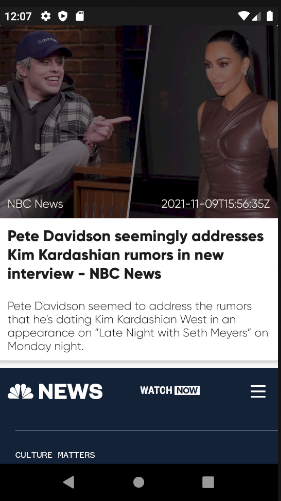 12:07
NBC News
2021-11-09T15:56:35Z
Pete Davidson seemingly addresses
Kim Kardashian rumors in new
interview - NBC News
Pete Davidson seemed to address the rumors
that he's dating Kim Kardashian West in an
appearance on "Late Night with Seth Meyers" on
Monday night.
NEWS
WATCH NOW
CULTURE MATTERS